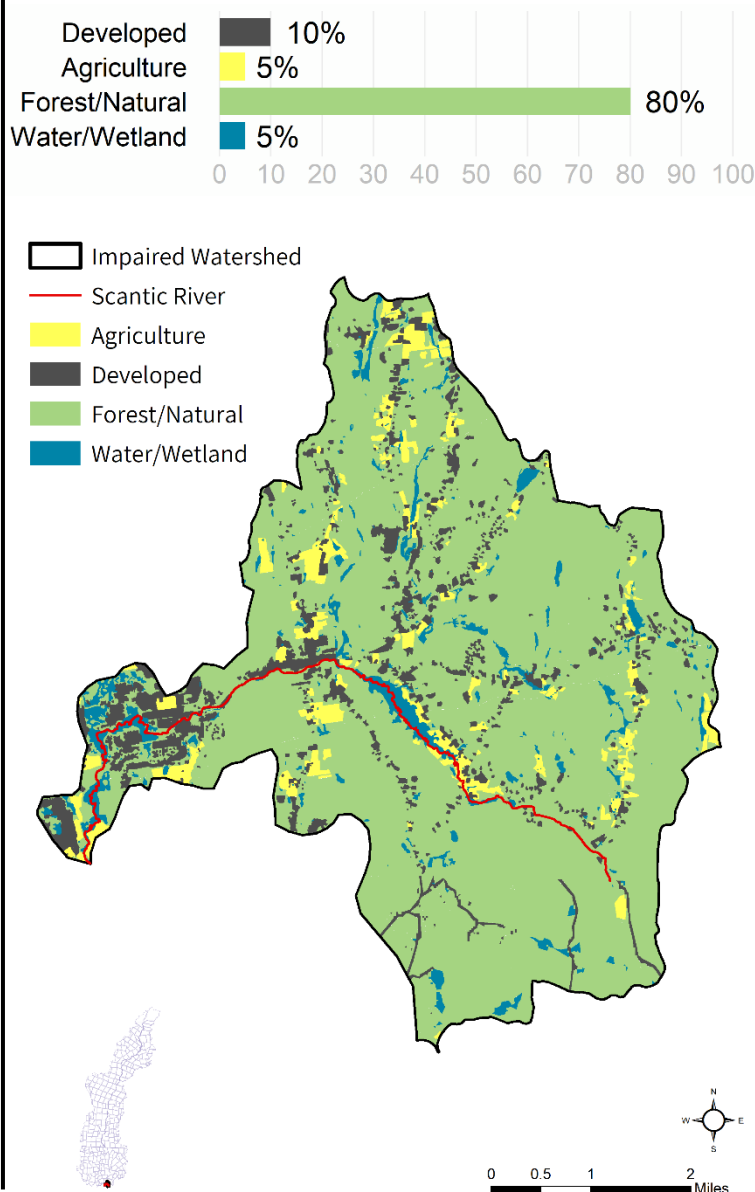 Developed 10%
Agriculture 5%
Forest/Natural 80%
Water/Wetland 5%
0 10 20 30 40 50 60 70 80 90 100
Impaired Watershed
Scantic River
Agriculture
Developed
Forest/Natural
Water/Wetland
N
W E
S
0 0.5 1 2
Miles